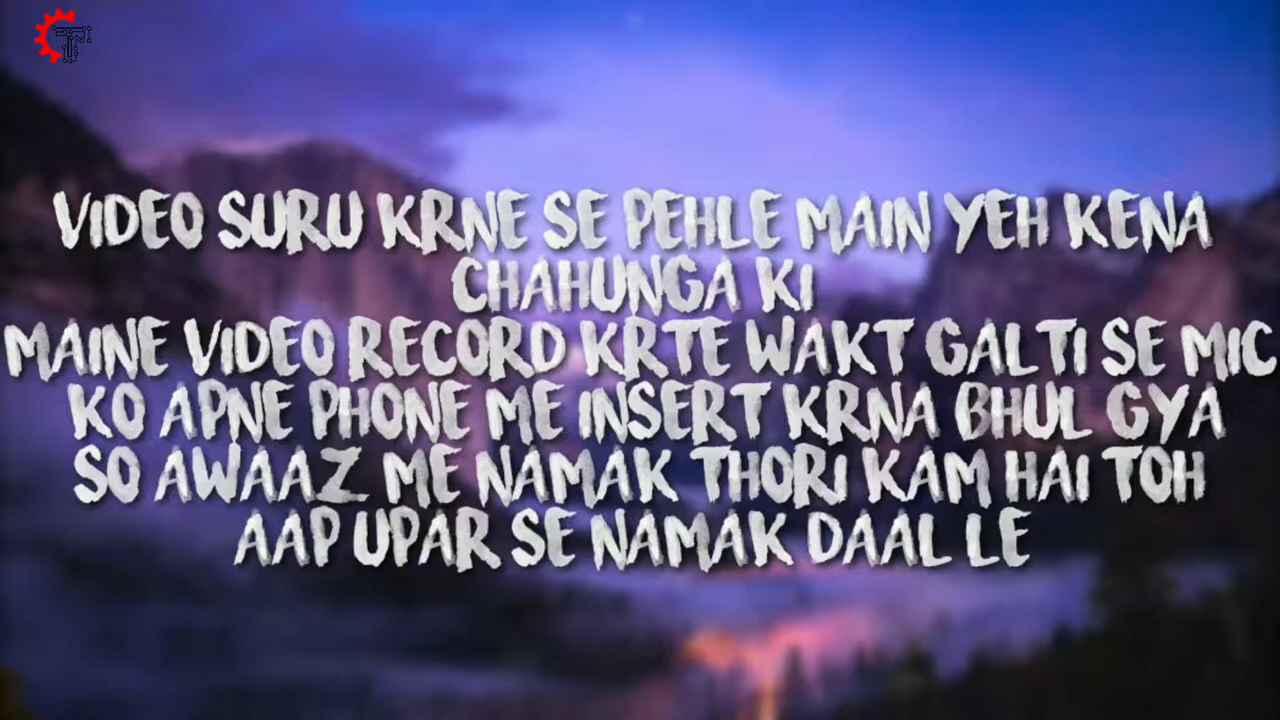 VIDEO SURU KRNE SE PEHLE MAIN YEH KENA
CHAHUNGA KI
MAINE VIDEO RECORD KRTE WAKT GALTI SE MIC
KO APNE PHONE ME INSERT KRNA BHUL GYA
SO AWAAZ ME NAMAK THORI KAM HAI TOH
AAP UPAR SE NAMAK DAAL LE